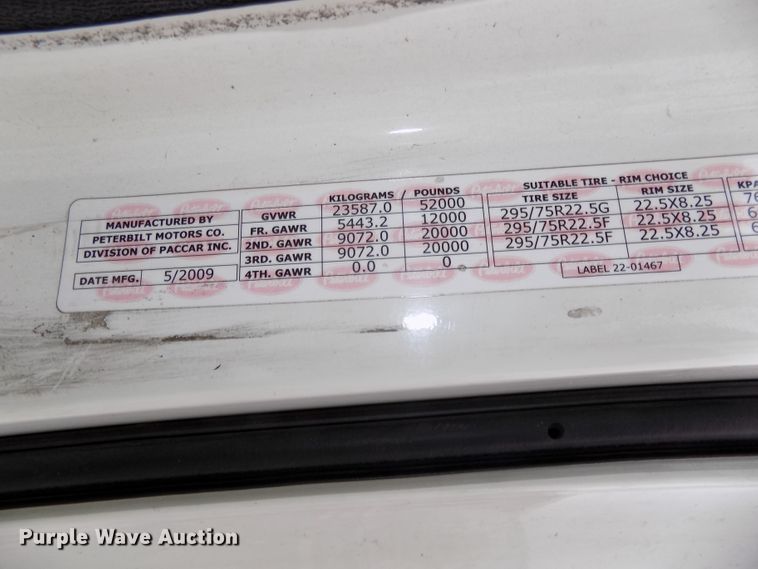 KILOGRAMS / POUNDS SUITABLE TIRE - RIM CHOICE
TIRE SIZE RIM SIZE KPA
MANUFACTURED BY
PETERBILT MOTORS CO.
DIVISION OF PACCAR INC.
DATE MFG. 5/2009
GVWR 23587.0 52000
FR. GAWR 5443.2 12000 295/75R22.5G 22.5X8.25
2ND. GAWR 9072.0 20000 295/75R22.5F 22.5X8.25
3RD. GAWR 9072.0 20000 295/75R22.5F 22.5X8.25
4TH. GAWR 0.0 0
LABEL 22-01467
Purple Wave Auction